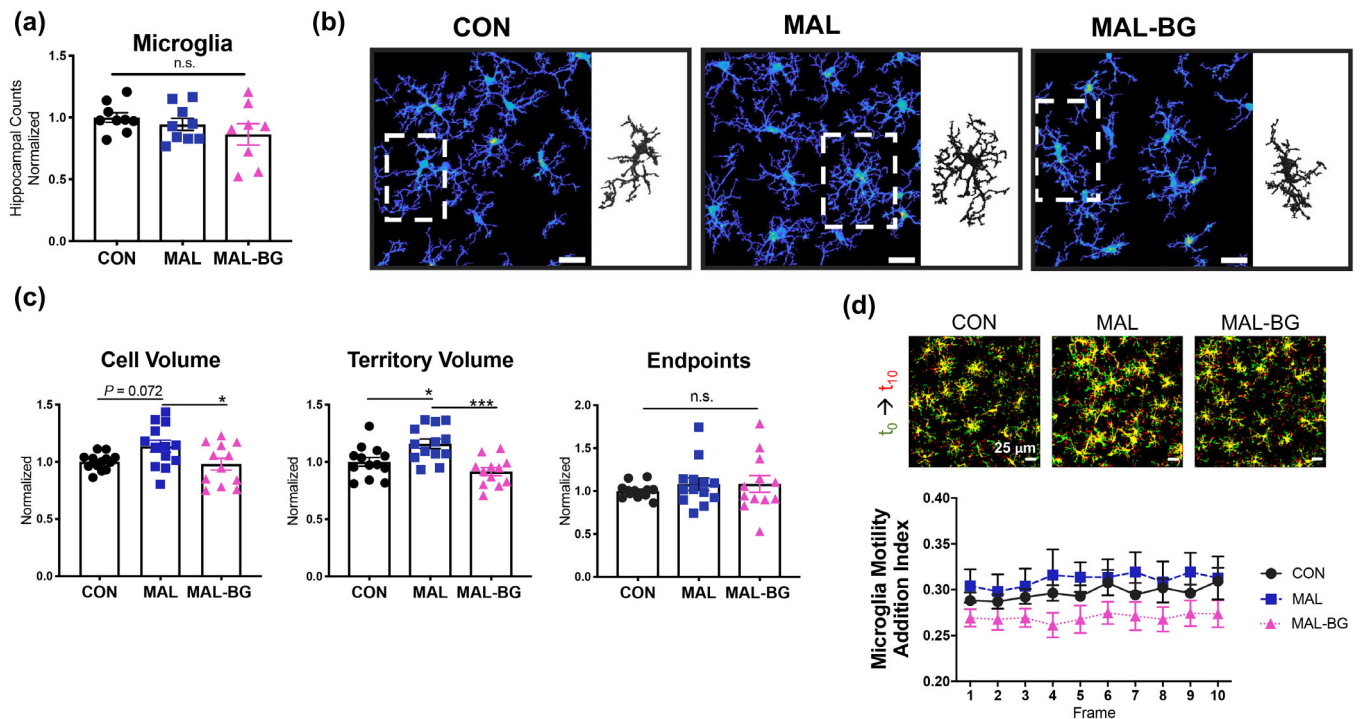 (a)
Microglia
n.s.
Hippocampal Counts
Normalized
1.5
1.0
0.5
0.0
CON MAL MAL-BG
(b)
CON MAL MAL-BG
(c)
Cell Volume
P = 0.072
*
Normalized
1.5
1.0
0.5
0.0
CON MAL MAL-BG
Territory Volume
*
***
Normalized
1.5
1.0
0.5
0.0
CON MAL MAL-BG
Endpoints
n.s.
Normalized
2.0
1.5
1.0
0.5
0.0
CON MAL MAL-BG
(d)
CON MAL MAL-BG
t0 → t10
25 μm
Microglia Motility
Addition Index
0.40
0.35
0.30
0.25
0.20
1 2 3 4 5 6 7 8 9 10
Frame
CON
MAL
MAL-BG